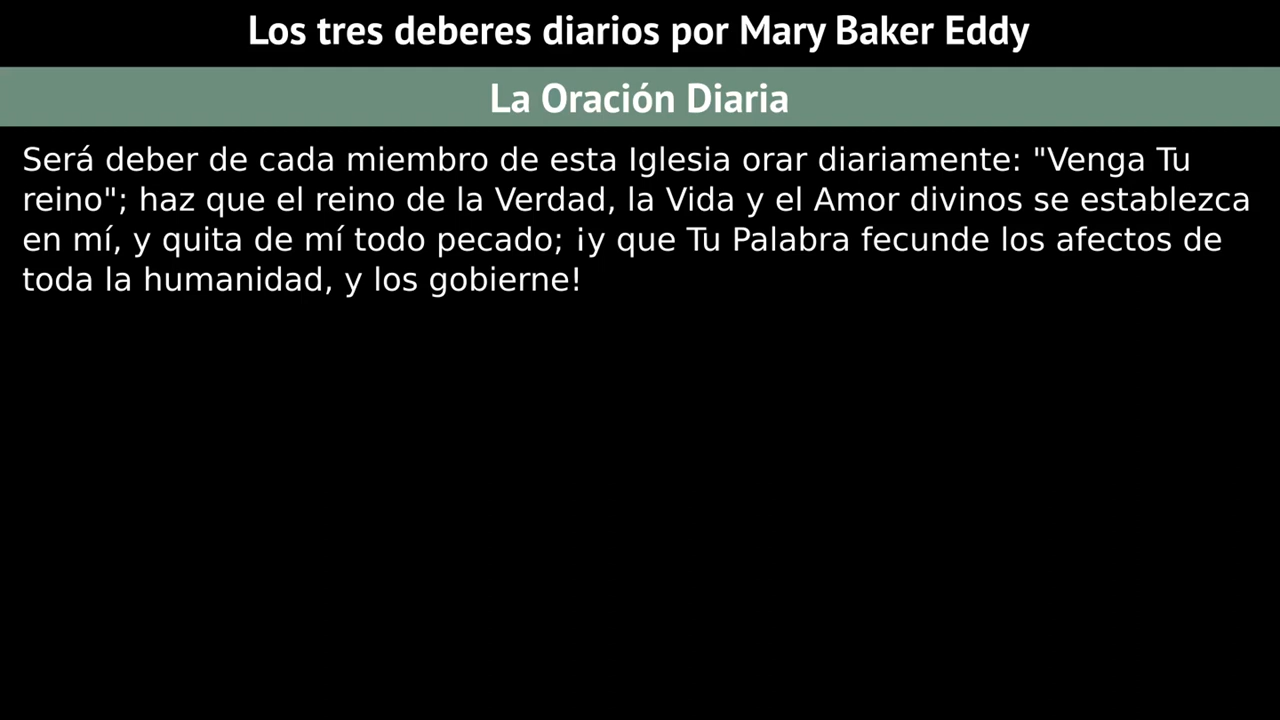 Los tres deberes diarios por Mary Baker Eddy
La Oración Diaria
Será deber de cada miembro de esta Iglesia orar diariamente: "Venga Tu
reino"; haz que el reino de la Verdad, la Vida y el Amor divinos se establezca
en mí, y quita de mí todo pecado; ¡y que Tu Palabra fecunde los afectos de
toda la humanidad, y los gobierne!